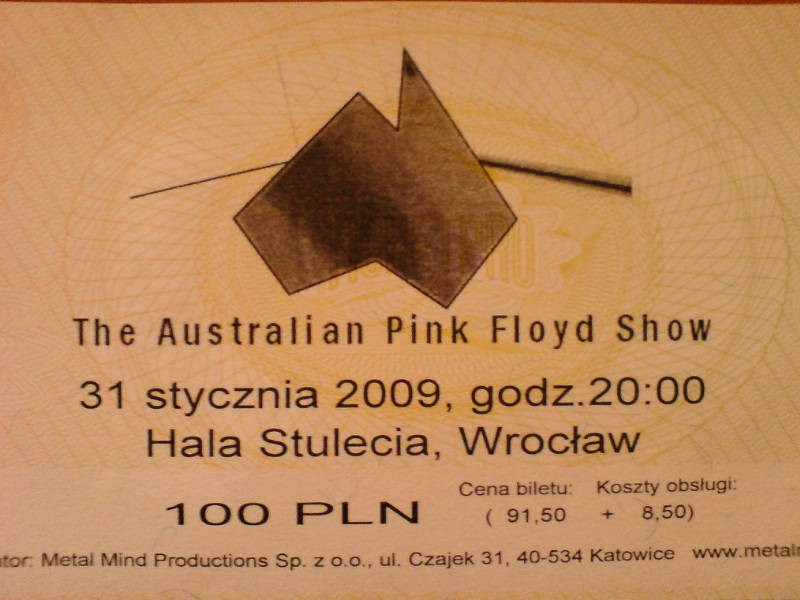 The Australian Pink Floyd Show
31 stycznia 2009, godz.20:00
Hala Stulecia, Wrocław
Cena biletu: Koszty obsługi:
100 PLN ( 91,50 + 8,50)
Metal Mind Productions Sp. z o.o., ul. Czajek 31, 40-534 Katowice